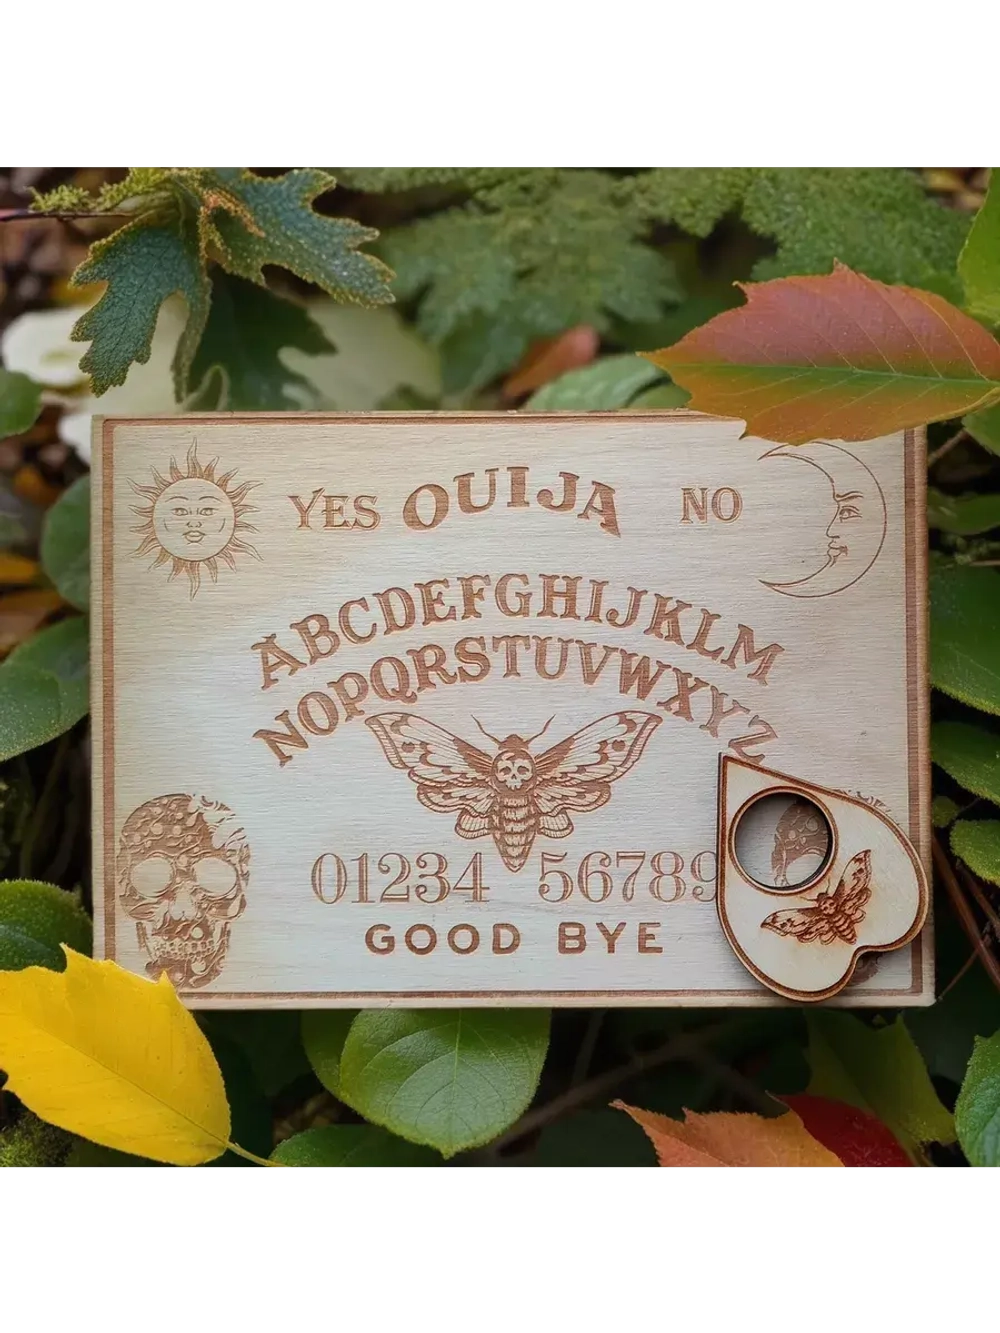 YES OUIJA NO
ABCDEFGHIJKLM
NOPQRSTUVWXYZ
01234 56789
GOOD BYE